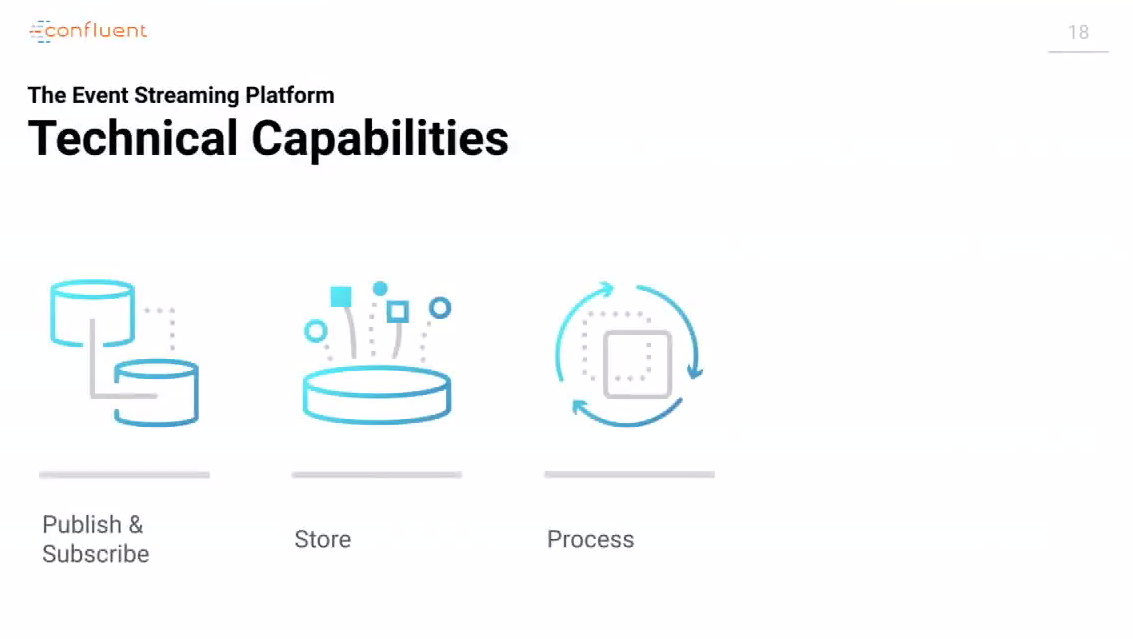 confluent
18
The Event Streaming Platform
Technical Capabilities
Publish &
Subscribe
Store
Process